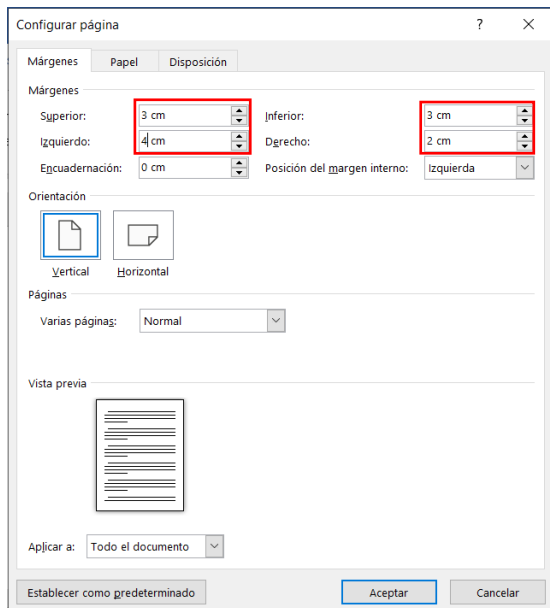 Configurar página ? ×
Márgenes Papel Disposición
Márgenes
Superior: 3 cm Inferior: 3 cm
Izquierdo: 4 cm Derecho: 2 cm
Encuadernación: 0 cm Posición del margen interno: Izquierda
Orientación
Vertical Horizontal
Páginas
Varias páginas: Normal
Vista previa
Aplicar a: Todo el documento
Establecer como predeterminado Aceptar Cancelar